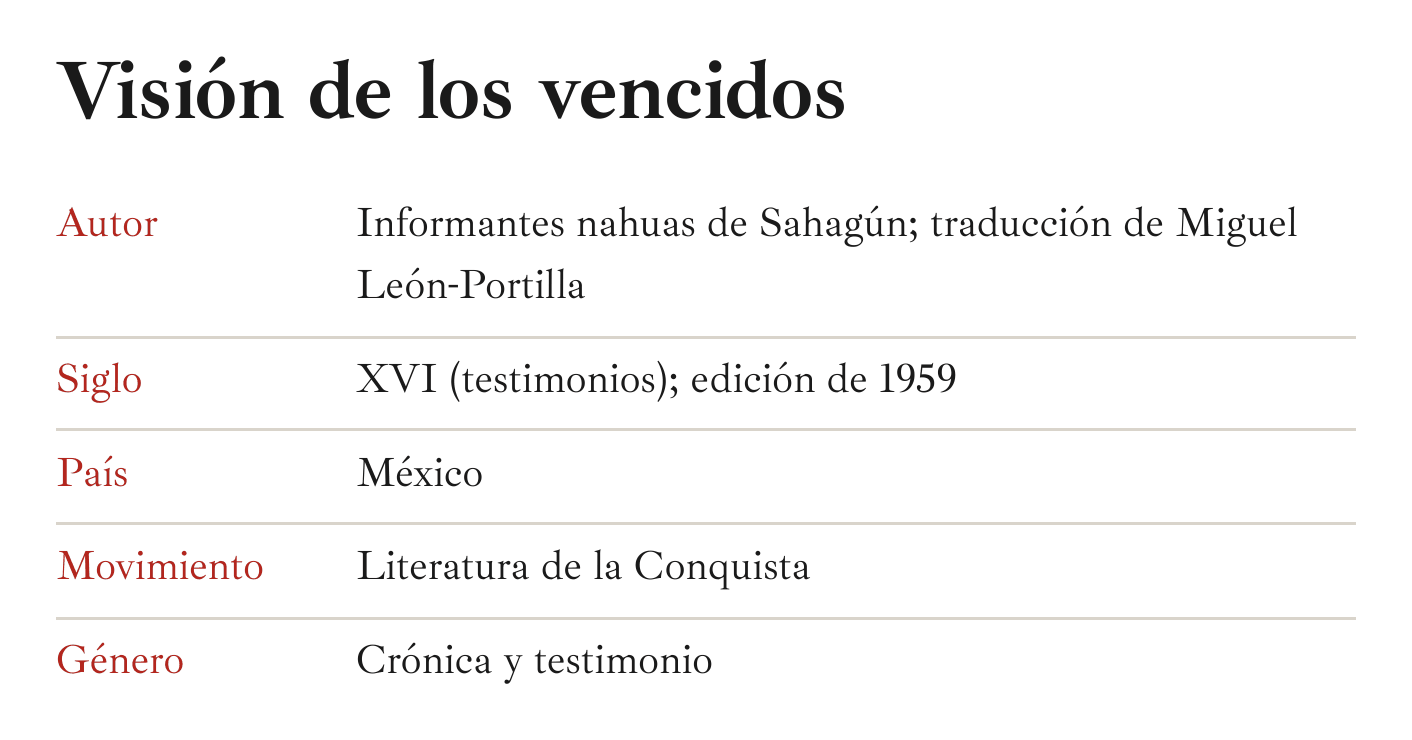 Visión de los vencidos
Autor Informantes nahuas de Sahagún; traducción de Miguel
León-Portilla
Siglo XVI (testimonios); edición de 1959
País México
Movimiento Literatura de la Conquista
Género Crónica y testimonio